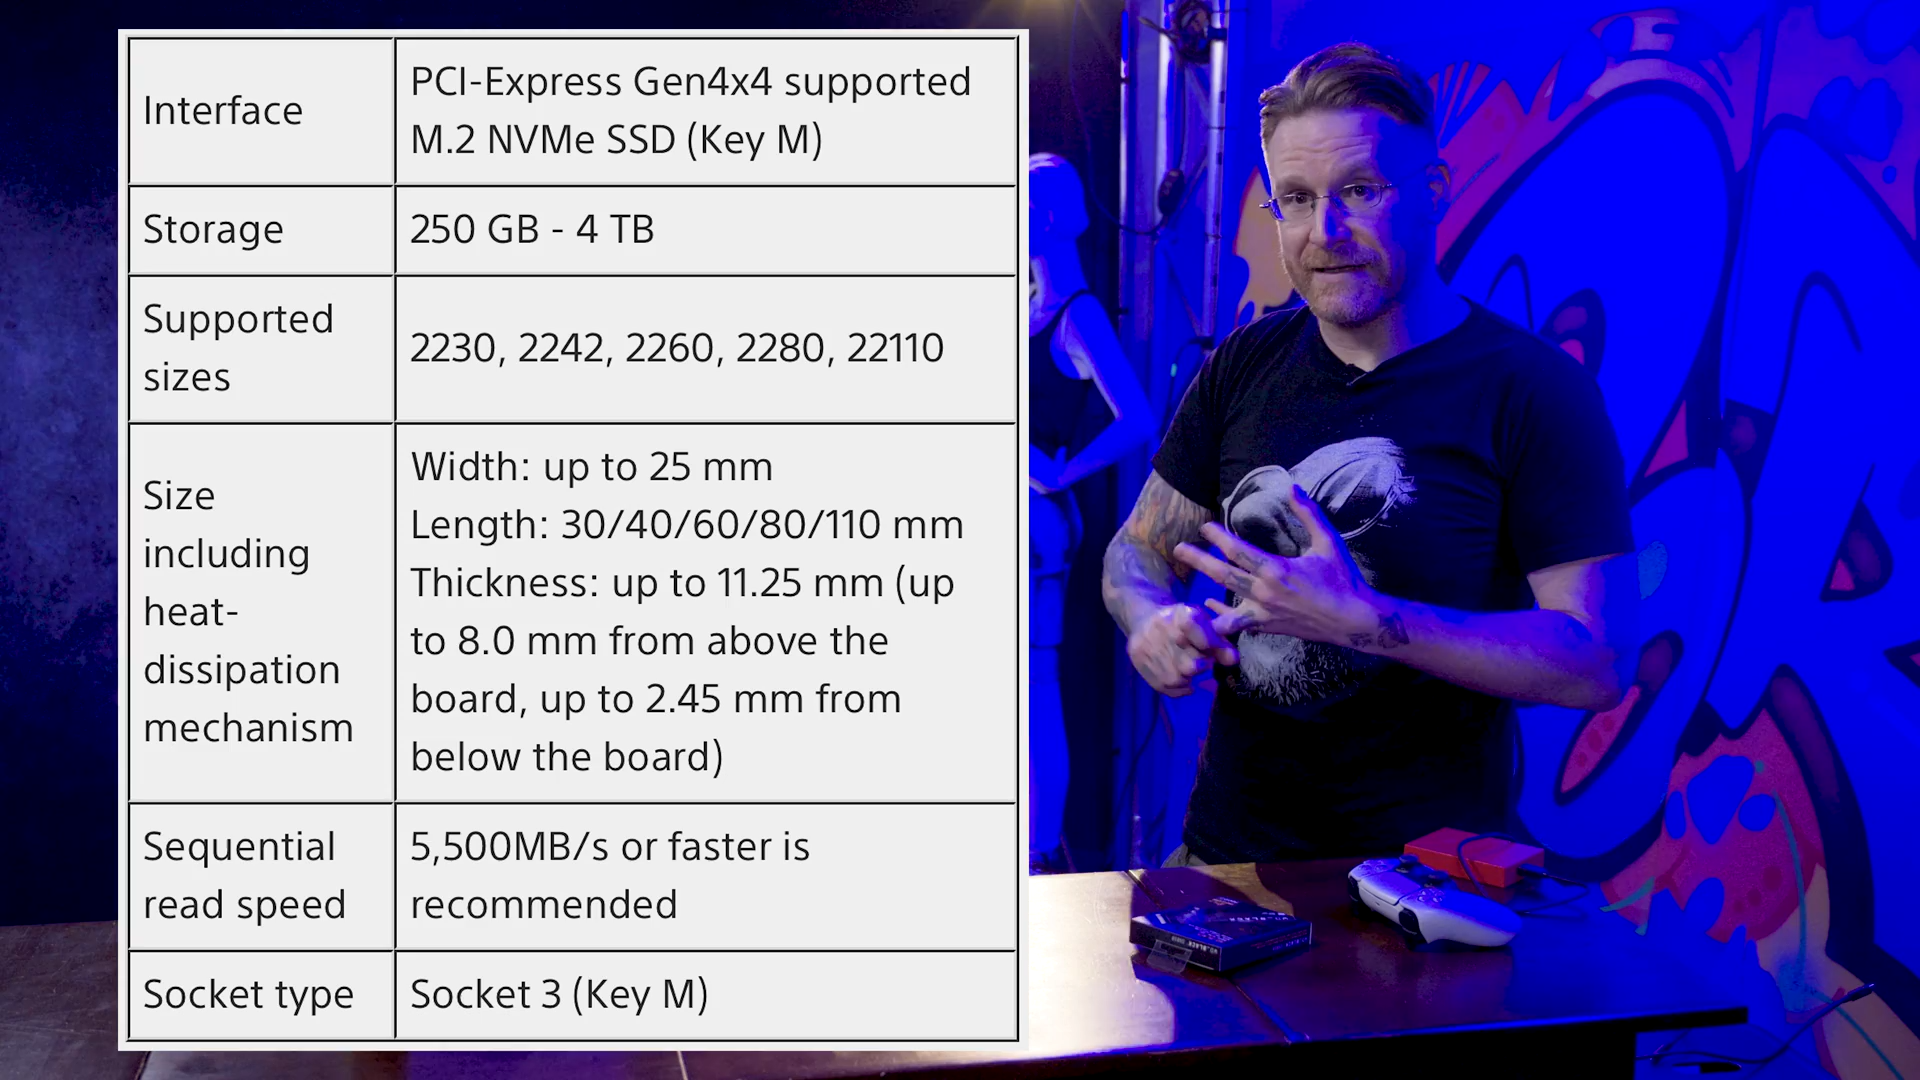 Interface
PCI-Express Gen4x4 supported
M.2 NVMe SSD (Key M)
Storage
250 GB - 4 TB
Supported
sizes
2230, 2242, 2260, 2280, 22110
Size
including
heat-
dissipation
mechanism
Width: up to 25 mm
Length: 30/40/60/80/110 mm
Thickness: up to 11.25 mm (up
to 8.0 mm from above the
board, up to 2.45 mm from
below the board)
Sequential
read speed
5,500MB/s or faster is
recommended
Socket type
Socket 3 (Key M)
WD_BLACK